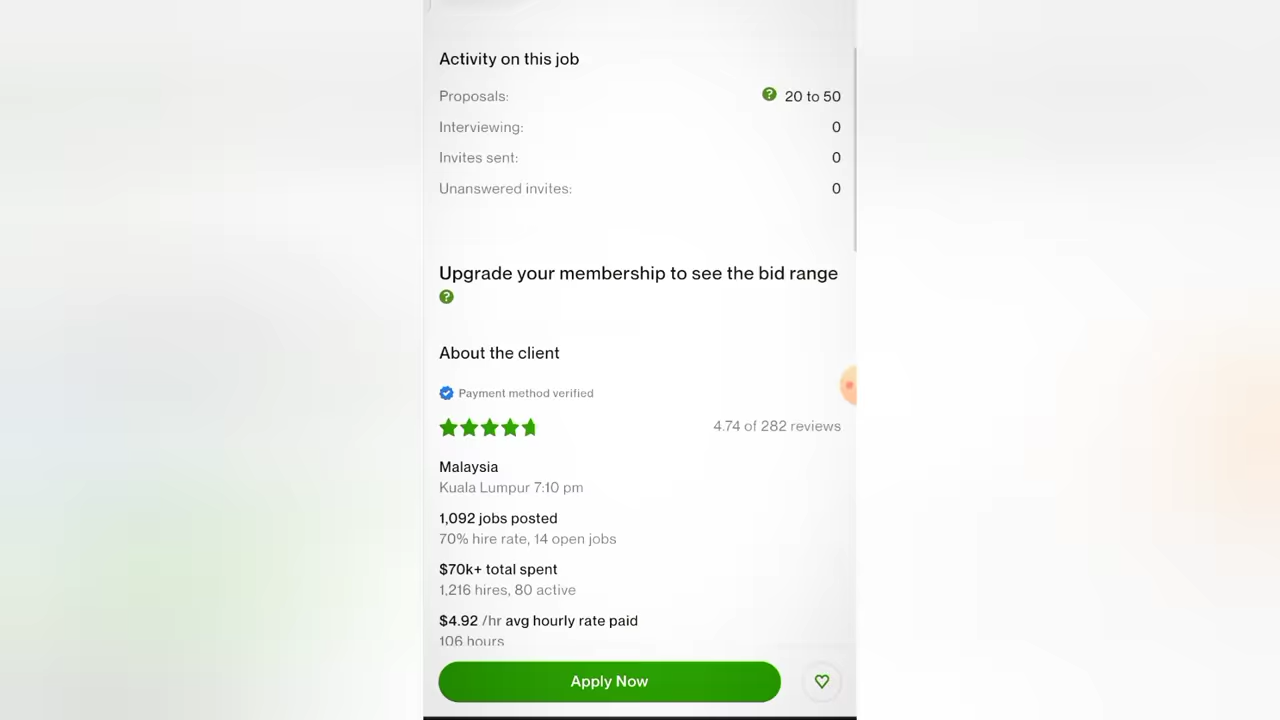 Activity on this job
Proposals: ? 20 to 50
Interviewing: 0
Invites sent: 0
Unanswered invites: 0
Upgrade your membership to see the bid range
?
About the client
Payment method verified
4.74 of 282 reviews
Malaysia
Kuala Lumpur 7:10 pm
1,092 jobs posted
70% hire rate, 14 open jobs
$70k+ total spent
1,216 hires, 80 active
$4.92 /hr avg hourly rate paid
106 hours
Apply Now